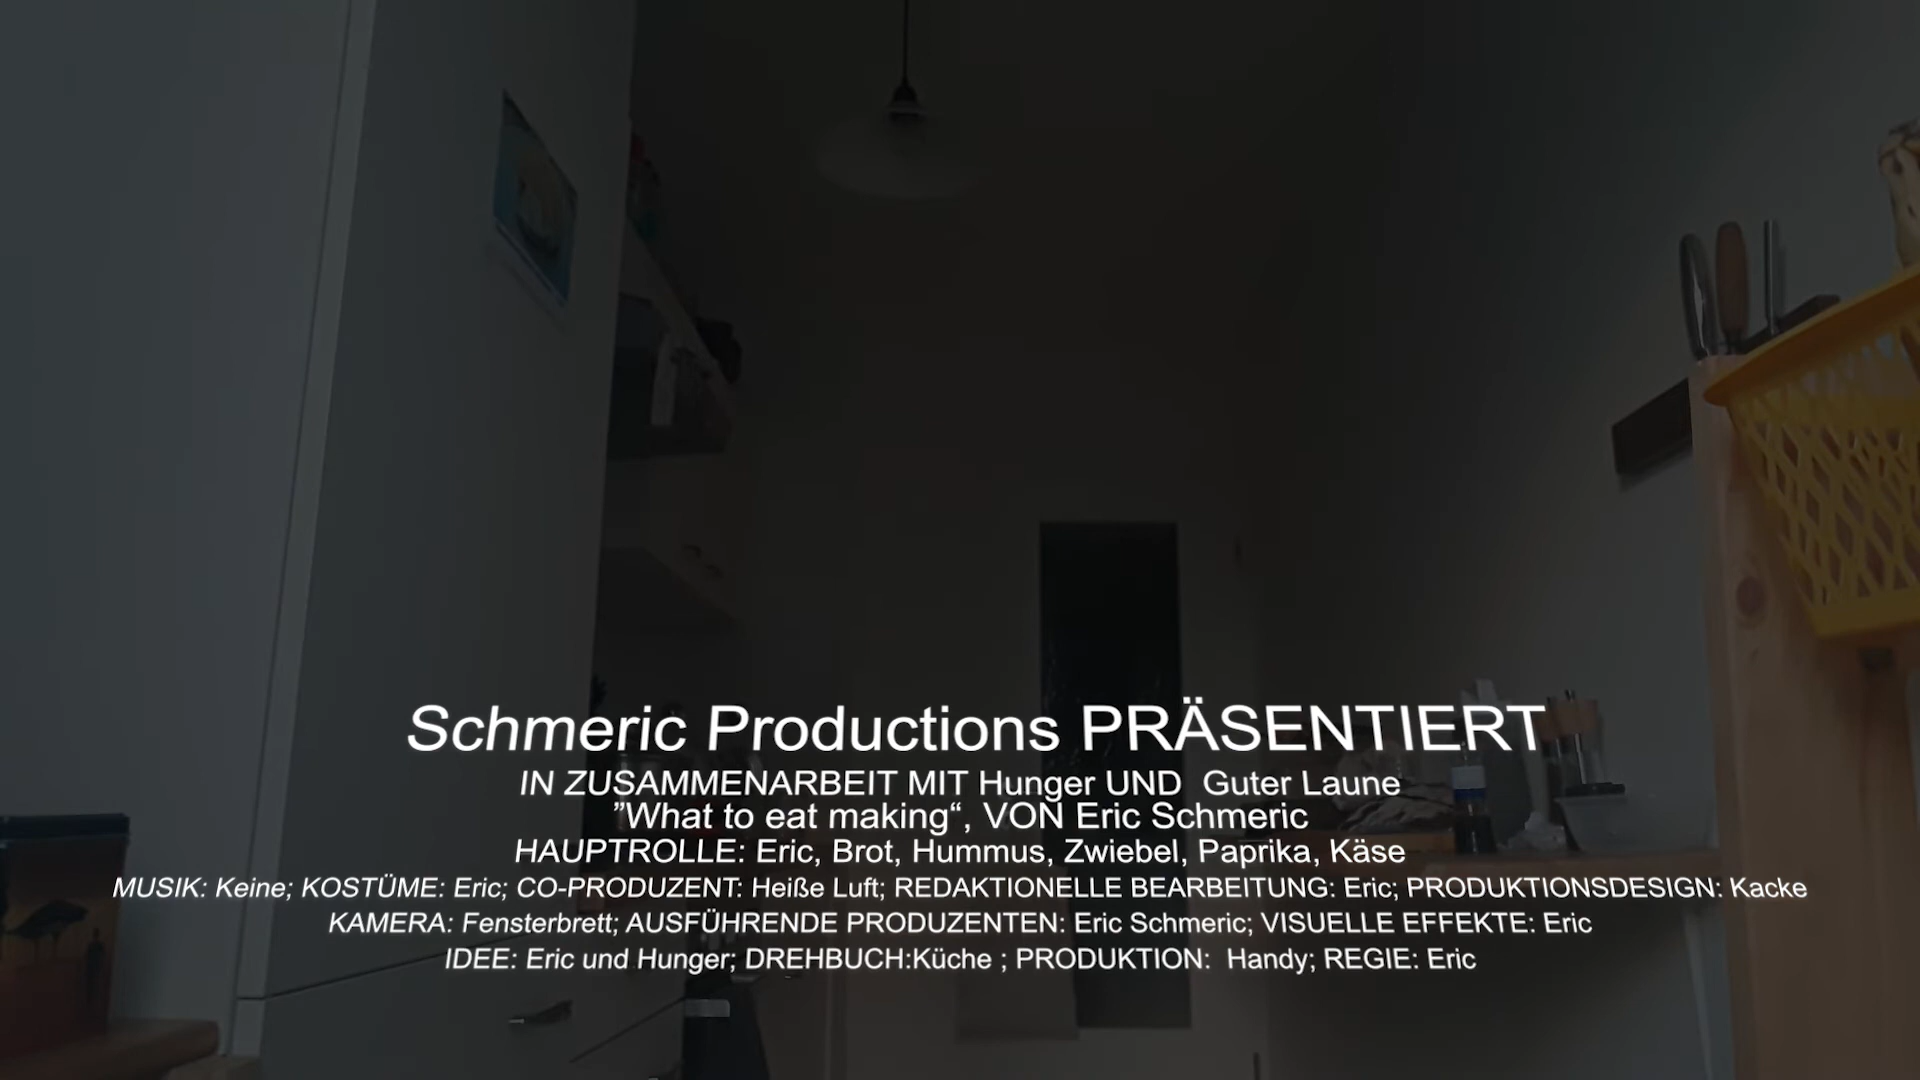 Schmeric Productions PRÄSENTIERT
IN ZUSAMMENARBEIT MIT Hunger UND  Guter Laune
”What to eat making“, VON Eric Schmeric
HAUPTROLLE: Eric, Brot, Hummus, Zwiebel, Paprika, Käse
MUSIK: Keine; KOSTÜME: Eric; CO-PRODUZENT: Heiße Luft; REDAKTIONELLE BEARBEITUNG: Eric; PRODUKTIONSDESIGN: Kacke
KAMERA: Fensterbrett; AUSFÜHRENDE PRODUZENTEN: Eric Schmeric; VISUELLE EFFEKTE: Eric
IDEE: Eric und Hunger; DREHBUCH:Küche ; PRODUKTION:  Handy; REGIE: Eric